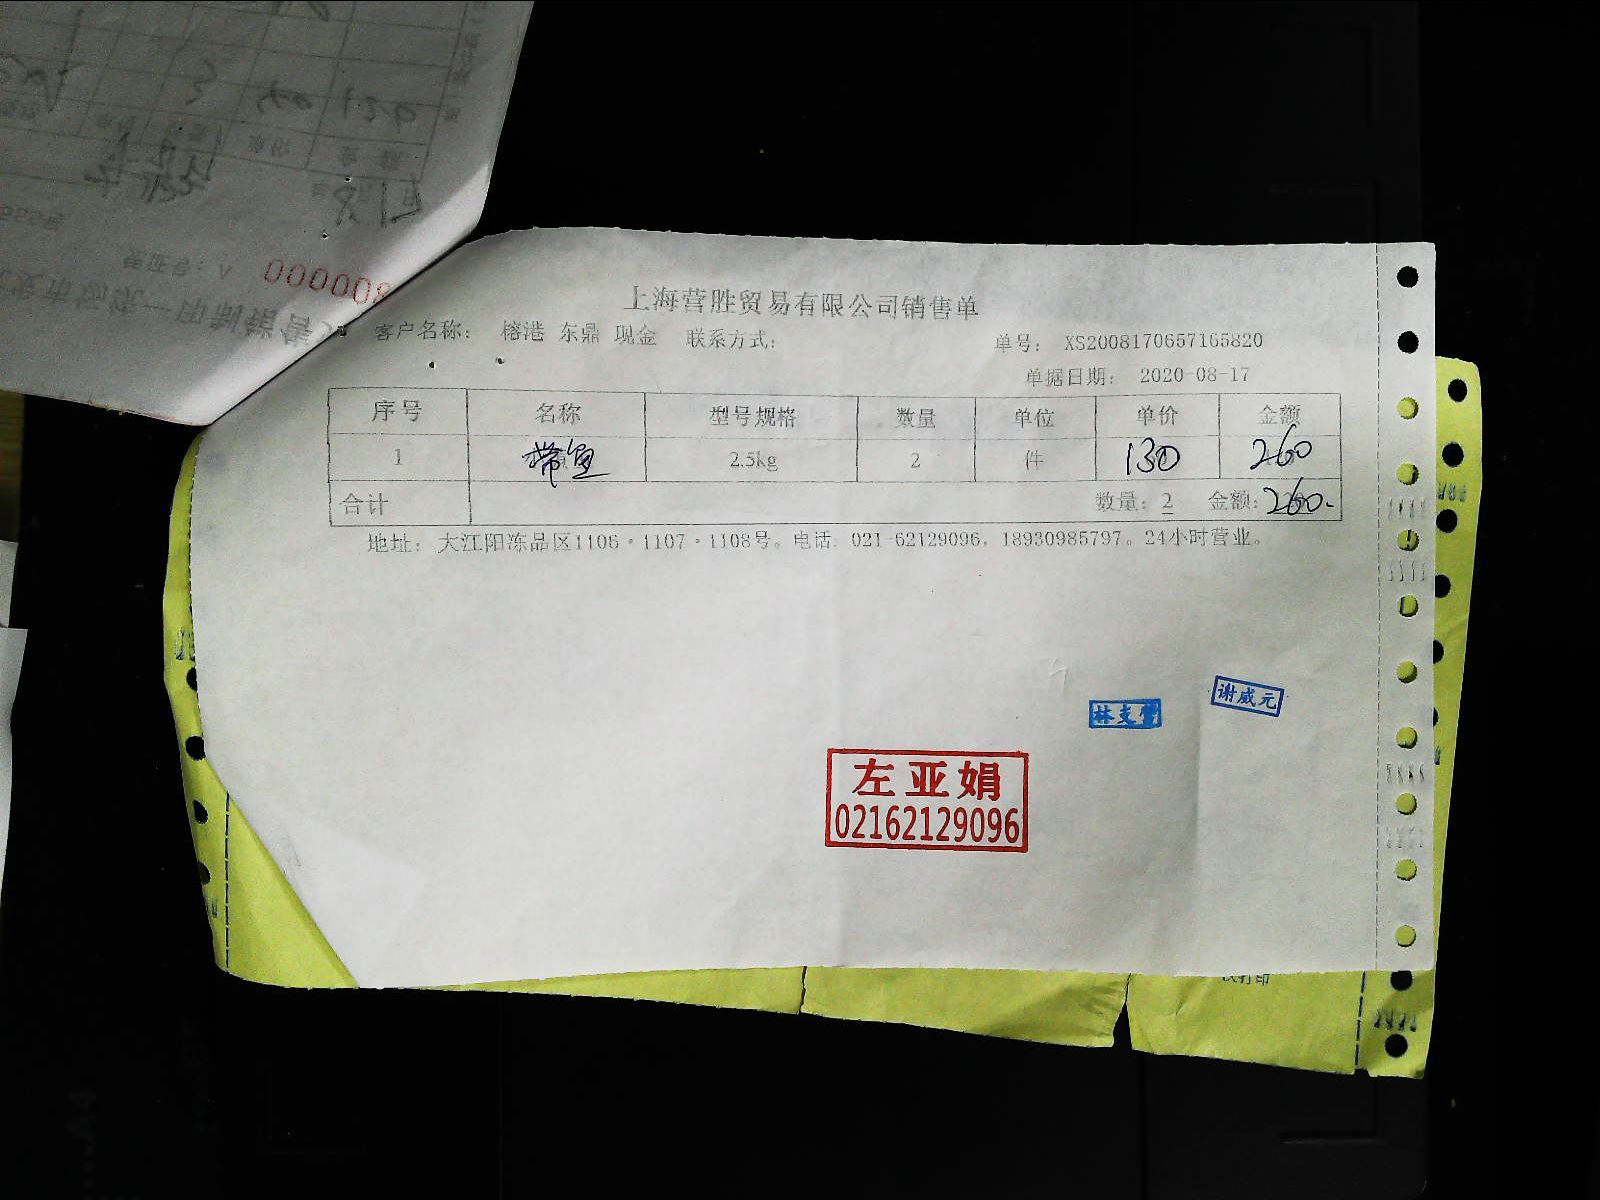 000008
上海营胜贸易有限公司销售单
客户名称： 榕港 东鼎 现金 联系方式： 单号： XS2008170657165820
单据日期： 2020-08-17
序号 名称 型号规格 数量 单位 单价 金额
1 带鱼 2.5kg 2 件 130 260
合计 数量：2 金额：260.
地址：大江阳冻品区1106·1107·1108号。电话：021-62129096，18930985797。24小时营业。
谢威元
左亚娟
02162129096